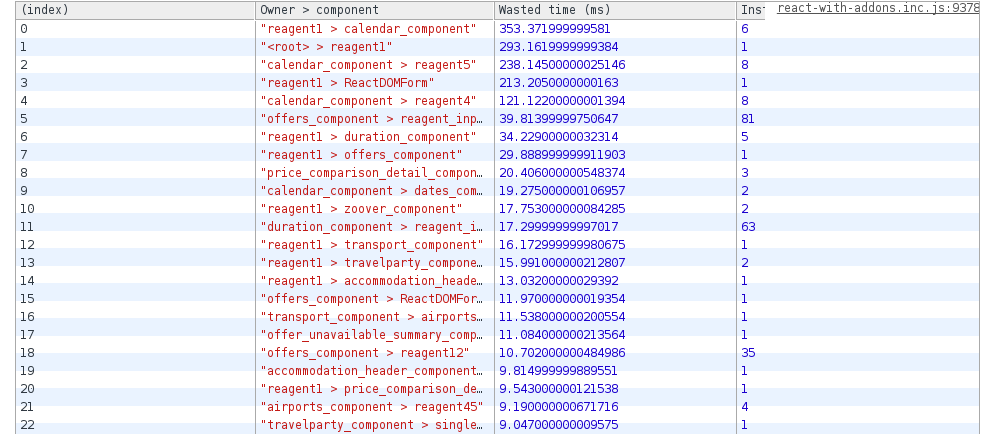 (index) Owner > component Wasted time (ms) Inst react-with-addons.inc.js:9378
0 "reagent1 > calendar_component" 353.371999999581 6
1 "<root> > reagent1" 293.1619999999384 1
2 "calendar_component > reagent5" 238.14500000025146 8
3 "reagent1 > ReactDOMForm" 213.2050000000163 1
4 "calendar_component > reagent4" 121.12200000001394 8
5 "offers_component > reagent_inp… 39.81399999750647 81
6 "reagent1 > duration_component" 34.22900000032314 5
7 "reagent1 > offers_component" 29.888999999911903 1
8 "price_comparison_detail_compon… 20.406000000548374 3
9 "calendar_component > dates_com… 19.275000000106957 2
10 "reagent1 > zoover_component" 17.753000000084285 2
11 "duration_component > reagent_i… 17.29999999997017 63
12 "reagent1 > transport_component" 16.172999999980675 1
13 "reagent1 > travelparty_compone… 15.991000000212807 2
14 "reagent1 > accommodation_heade… 13.032000000029392 1
15 "offers_component > ReactDOMFor… 11.970000000019354 1
16 "transport_component > airports… 11.538000000200554 1
17 "offer_unavailable_summary_comp… 11.084000000213564 1
18 "offers_component > reagent12" 10.702000000484986 35
19 "accommodation_header_component… 9.814999999889551 1
20 "reagent1 > price_comparison_de… 9.543000000121538 1
21 "airports_component > reagent45" 9.190000000671716 4
22 "travelparty_component > single… 9.047000000009575 1